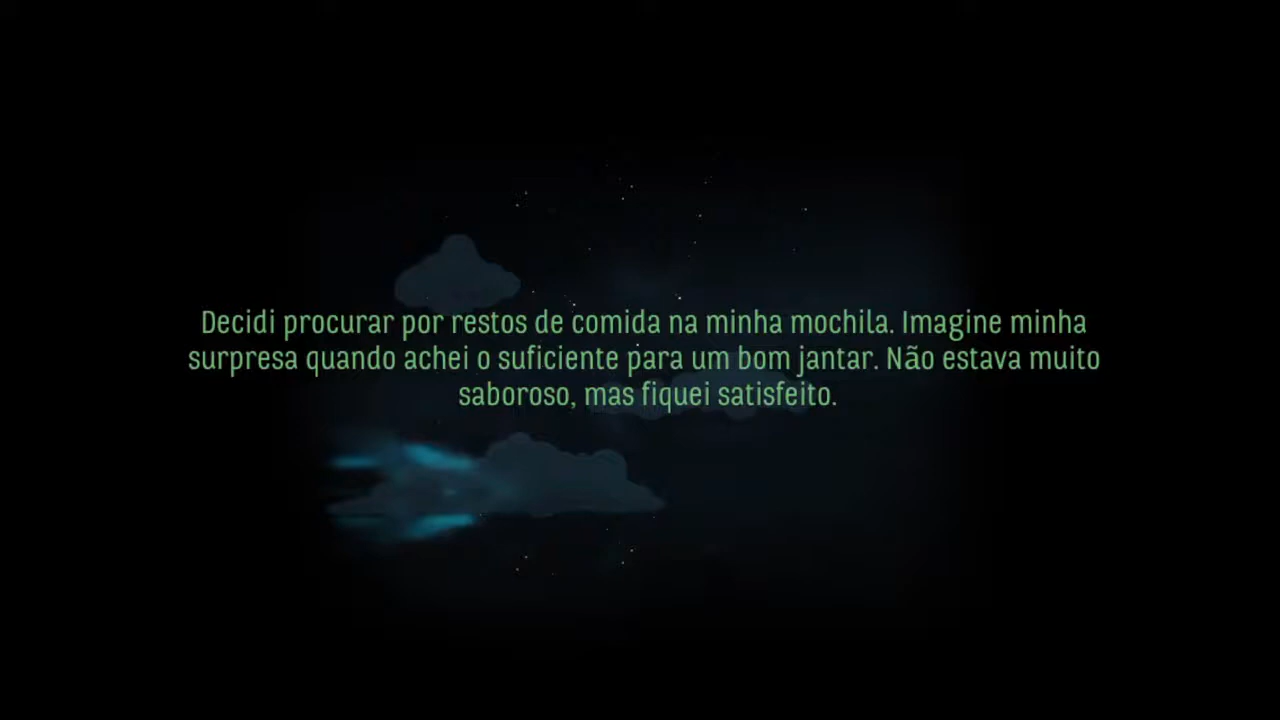 Decidi procurar por restos de comida na minha mochila. Imagine minha
surpresa quando achei o suficiente para um bom jantar. Não estava muito
saboroso, mas fiquei satisfeito.